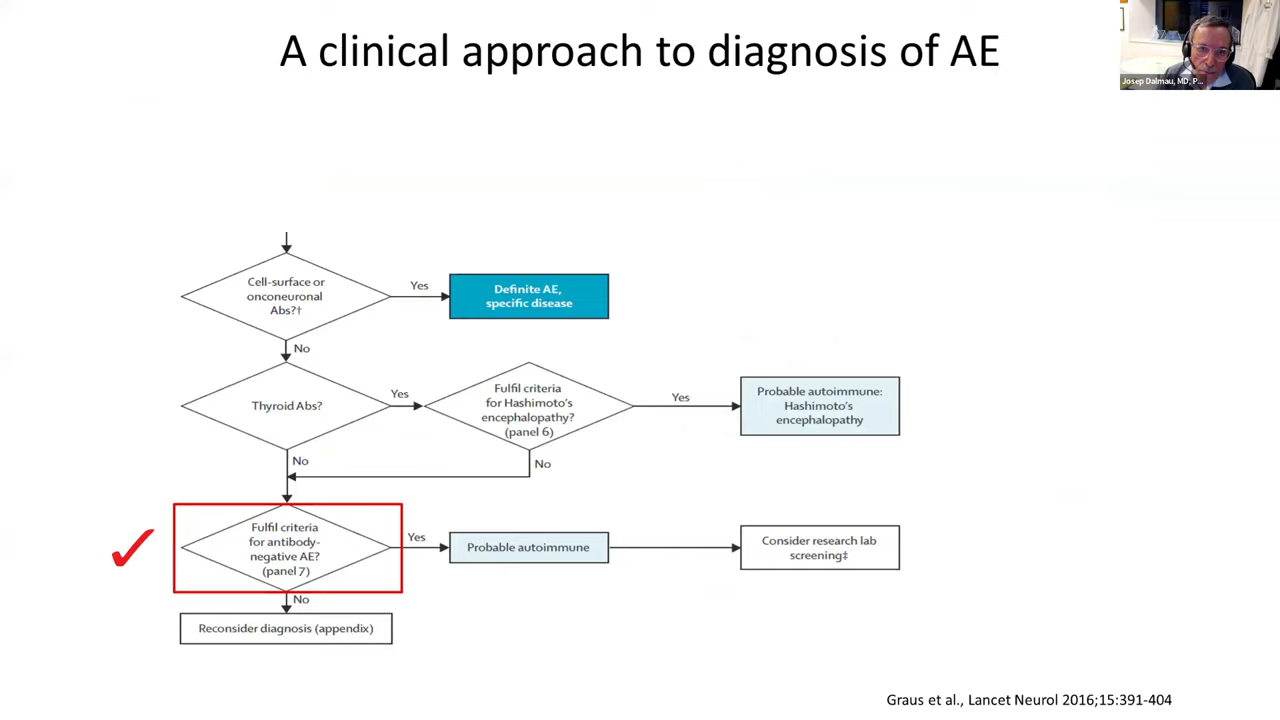 A clinical approach to diagnosis of AE
Josep Dalmau, MD, P...
Cell-surface or
onconeuronal
Abs?†
Yes
Definite AE,
specific disease
No
Thyroid Abs?
Yes
Fulfil criteria
for Hashimoto's
encephalopathy?
(panel 6)
Yes
Probable autoimmune:
Hashimoto's
encephalopathy
No
No
Fulfil criteria
for antibody-
negative AE?
(panel 7)
Yes
Probable autoimmune
Consider research lab
screening‡
No
Reconsider diagnosis (appendix)
Graus et al., Lancet Neurol 2016;15:391-404